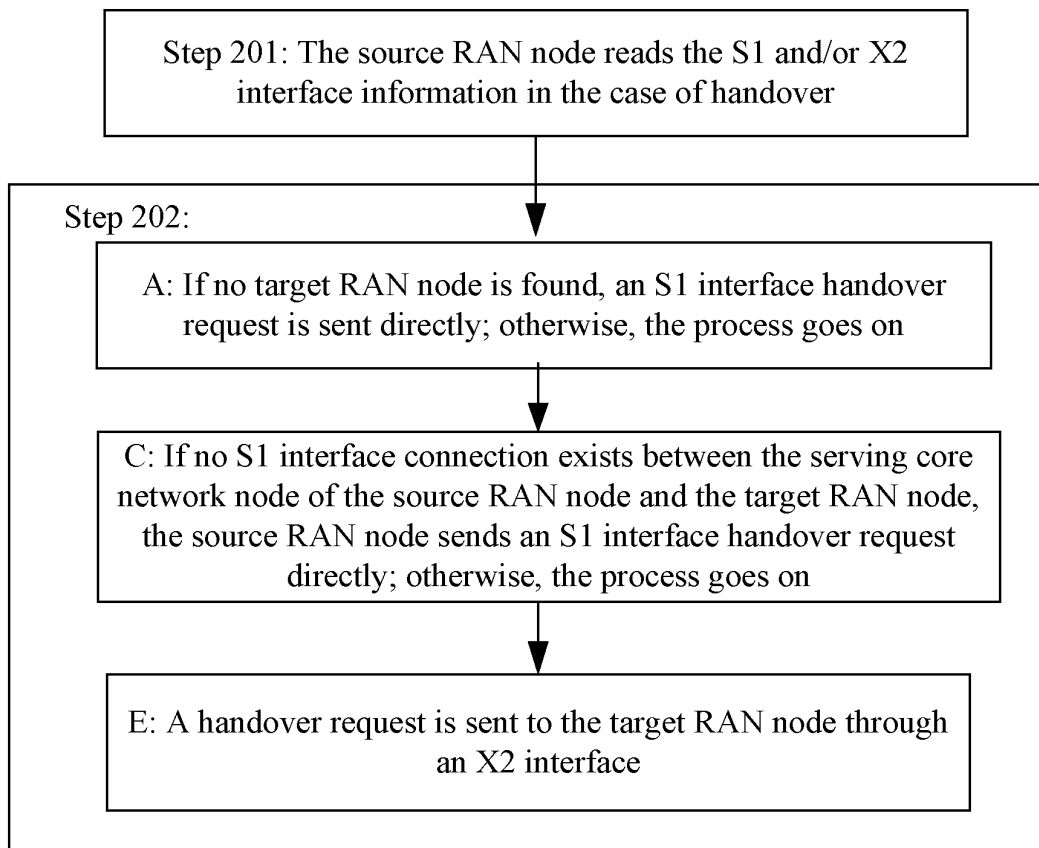 Step 201: The source RAN node reads the S1 and/or X2
interface information in the case of handover
Step 202:
A: If no target RAN node is found, an S1 interface handover
request is sent directly; otherwise, the process goes on
C: If no S1 interface connection exists between the serving core
network node of the source RAN node and the target RAN node,
the source RAN node sends an S1 interface handover request
directly; otherwise, the process goes on
E: A handover request is sent to the target RAN node through
an X2 interface